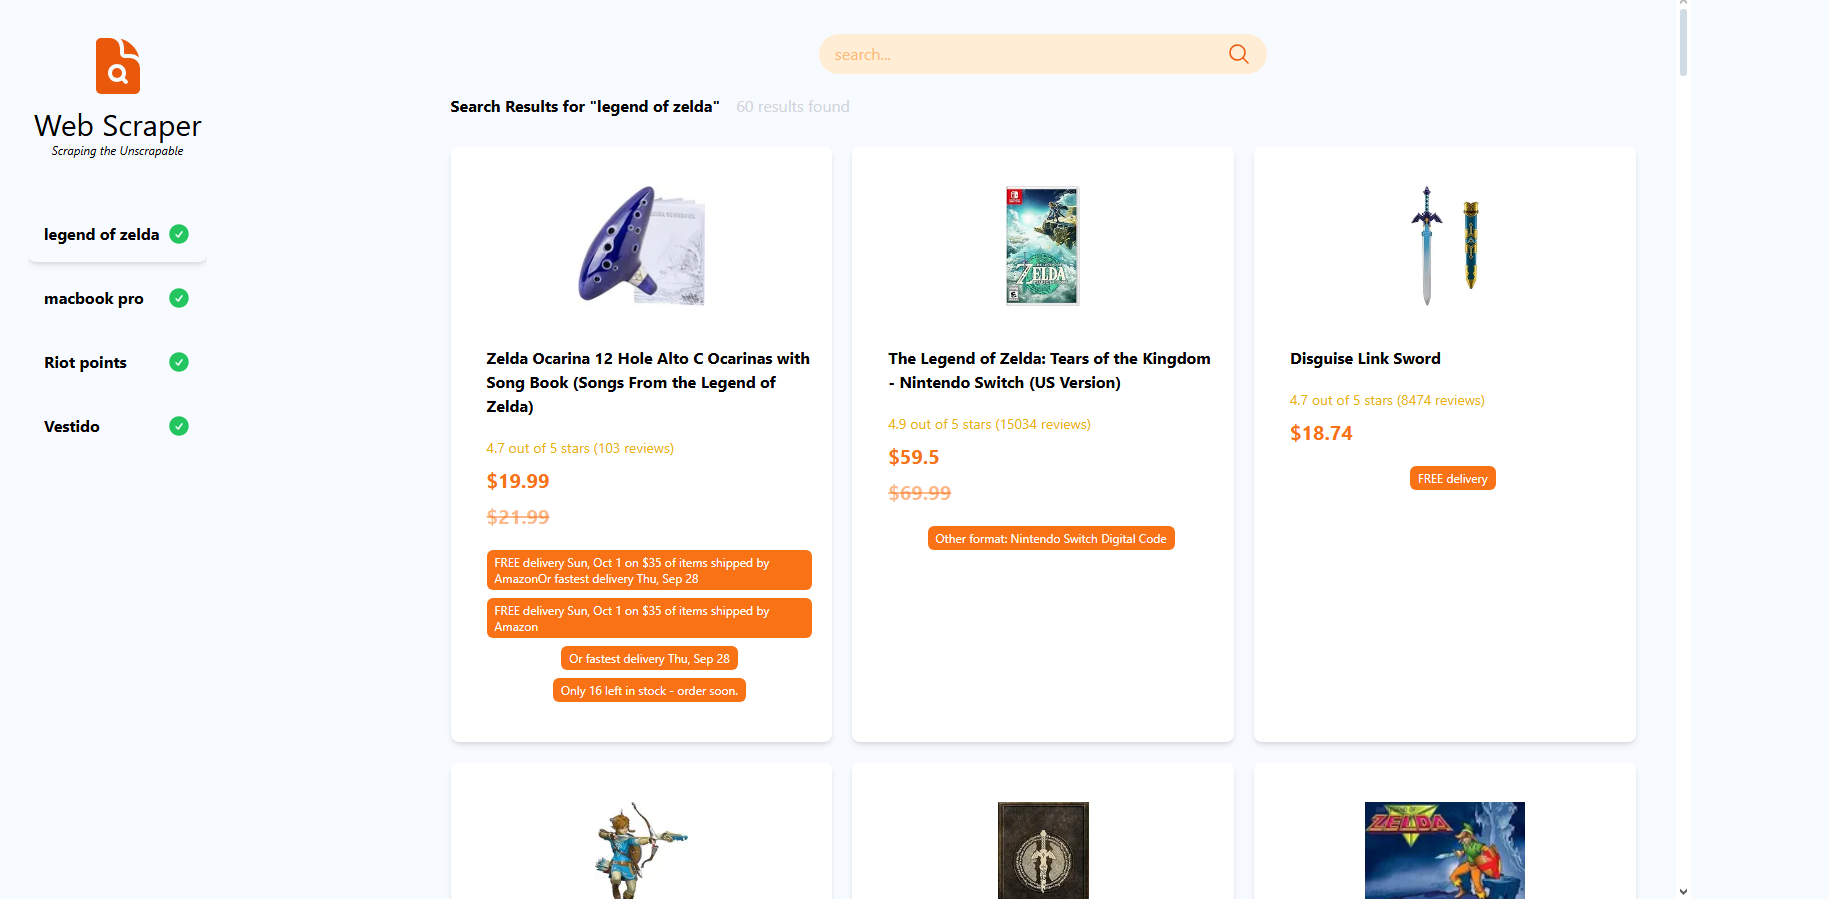 Web Scraper
Scraping the Unscrapable
legend of zelda
macbook pro
Riot points
Vestido
search...
Search Results for "legend of zelda" 60 results found
Zelda Ocarina 12 Hole Alto C Ocarinas with
Song Book (Songs From the Legend of
Zelda)
4.7 out of 5 stars (103 reviews)
$19.99
$21.99
FREE delivery Sun, Oct 1 on $35 of items shipped by
AmazonOr fastest delivery Thu, Sep 28
FREE delivery Sun, Oct 1 on $35 of items shipped by
Amazon
Or fastest delivery Thu, Sep 28
Only 16 left in stock - order soon.
ZELDA
The Legend of Zelda: Tears of the Kingdom
- Nintendo Switch (US Version)
4.9 out of 5 stars (15034 reviews)
$59.5
$69.99
Other format: Nintendo Switch Digital Code
Disguise Link Sword
4.7 out of 5 stars (8474 reviews)
$18.74
FREE delivery
ZELDA